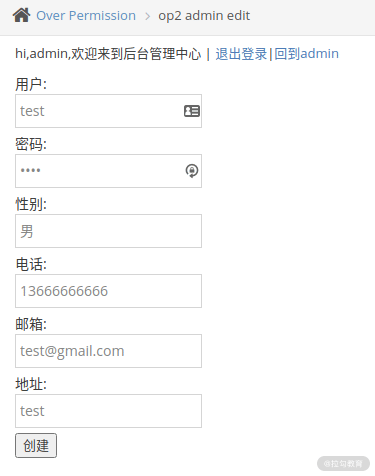 Over Permission > op2 admin edit
hi,admin,欢迎来到后台管理中心 | 退出登录|回到admin
用户:
test
密码:
••••
性别:
男
电话:
13666666666
邮箱:
test@gmail.com
地址:
test
创建
@拉勾教育